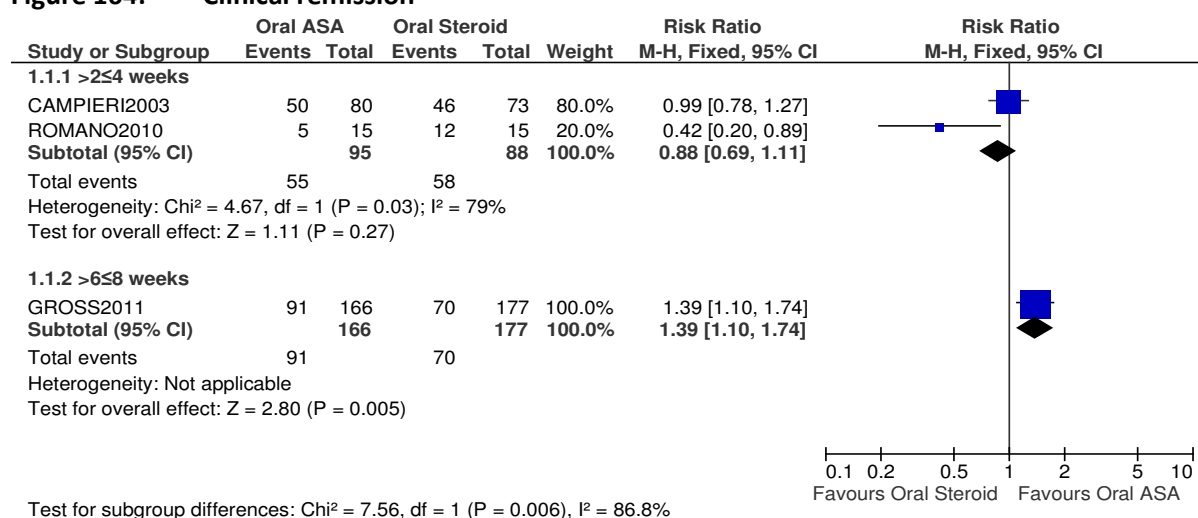 Figure 164: Clinical remission
Oral ASA Oral Steroid Risk Ratio Risk Ratio
Study or Subgroup Events Total Events Total Weight M-H, Fixed, 95% CI M-H, Fixed, 95% CI
1.1.1 >2≤4 weeks
CAMPIERI2003 50 80 46 73 80.0% 0.99 [0.78, 1.27]
ROMANO2010 5 15 12 15 20.0% 0.42 [0.20, 0.89]
Subtotal (95% CI) 95 88 100.0% 0.88 [0.69, 1.11]
Total events 55 58
Heterogeneity: Chi² = 4.67, df = 1 (P = 0.03); I² = 79%
Test for overall effect: Z = 1.11 (P = 0.27)
1.1.2 >6≤8 weeks
GROSS2011 91 166 70 177 100.0% 1.39 [1.10, 1.74]
Subtotal (95% CI) 166 177 100.0% 1.39 [1.10, 1.74]
Total events 91 70
Heterogeneity: Not applicable
Test for overall effect: Z = 2.80 (P = 0.005)
0.1 0.2 0.5 1 2 5 10
Favours Oral Steroid Favours Oral ASA
Test for subgroup differences: Chi² = 7.56, df = 1 (P = 0.006), I² = 86.8%